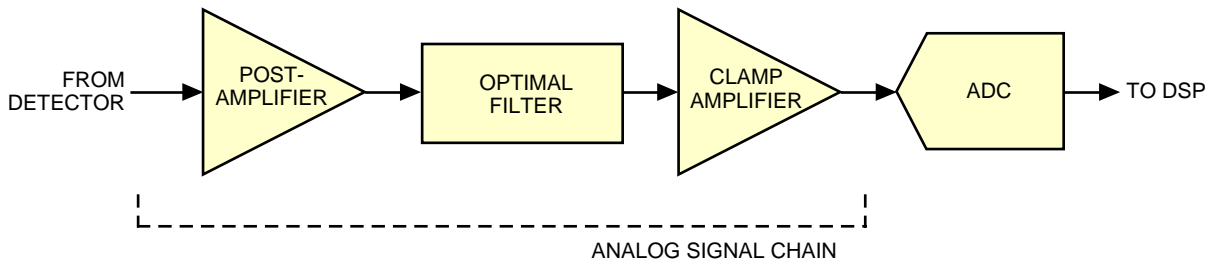 FROM
DETECTOR
POST-
AMPLIFIER
OPTIMAL
FILTER
CLAMP
AMPLIFIER
ADC
TO DSP
ANALOG SIGNAL CHAIN